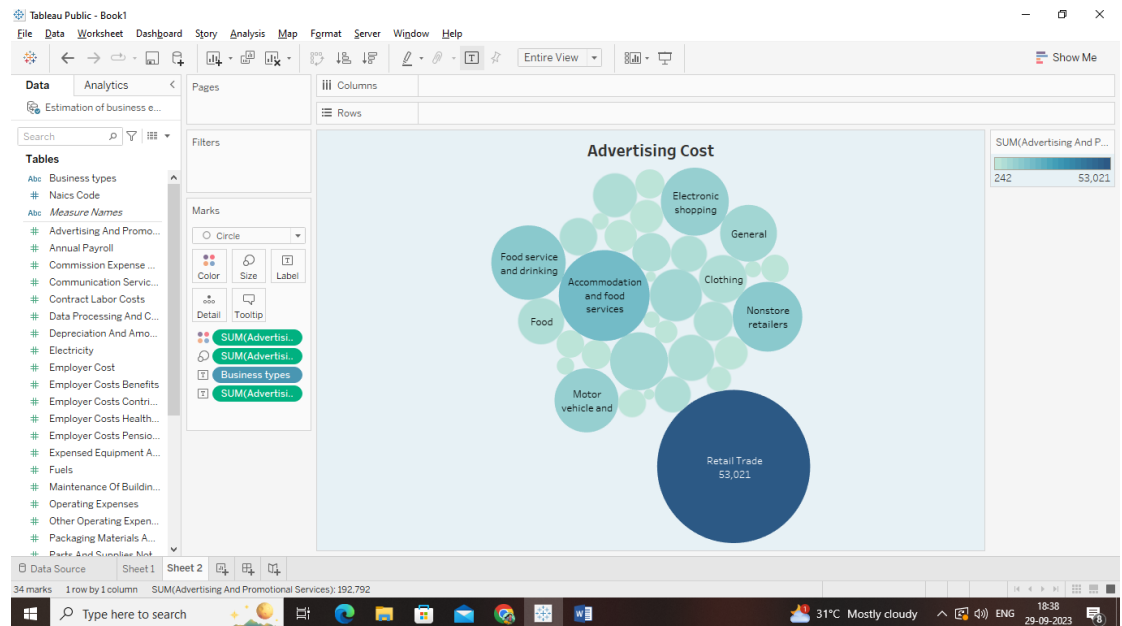 Tableau Public - Book1
File Data Worksheet Dashboard Story Analysis Map Format Server Window Help
Entire View
Show Me
Data Analytics
Pages
iii Columns
Estimation of business e...
Rows
Search
Filters
Tables
Abc Business types
# Naics Code
Abc Measure Names
# Advertising And Promo...
# Annual Payroll
# Commission Expense ...
# Communication Servic...
# Contract Labor Costs
# Data Processing And C...
# Depreciation And Amo...
# Electricity
# Employer Cost
# Employer Costs Benefits
# Employer Costs Contri...
# Employer Costs Health...
# Employer Costs Pensio...
# Expensed Equipment A...
# Fuels
# Maintenance Of Buildin...
# Operating Expenses
# Other Operating Expen...
# Packaging Materials A...
# Parts And Supplies Not
Marks
Circle
Color Size Label
T
Detail Tooltip
SUM(Advertisi..
SUM(Advertisi..
T Business types
T SUM(Advertisi..
Advertising Cost
Electronic
shopping
General
Food service
and drinking
Accommodation
and food
services
Clothing
Food
Nonstore
retailers
Motor
vehicle and
Retail Trade
53,021
SUM(Advertising And P...
242 53,021
Data Source Sheet 1 Sheet 2
34 marks 1 row by 1 column SUM(Advertising And Promotional Services): 192,792
Type here to search
W
1
31°C Mostly cloudy
ENG
18:38
29-09-2023
8